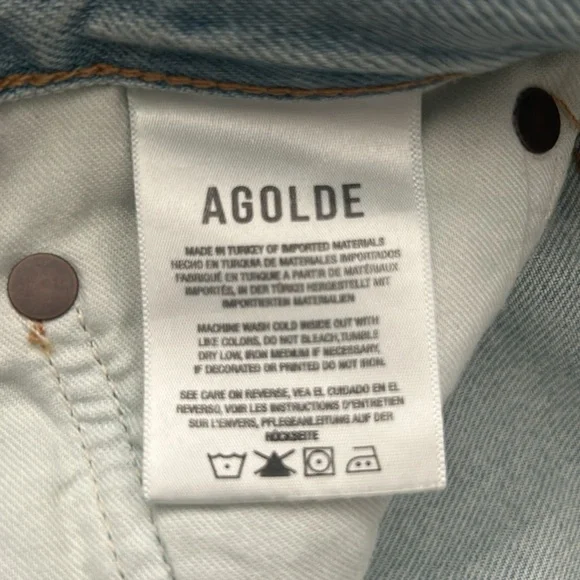 AGOLDE
MADE IN TURKEY OF IMPORTED MATERIALS
HECHO EN TURQUIA DE MATERIALES IMPORTADOS
FABRIQUÉ EN TURQUIE A PARTIR DE MATÉRIAUX
IMPORTÉS, IN DER TÜRKEI HERGESTELLT MIT
IMPORTIERTEN MATERIALIEN
MACHINE WASH COLD INSIDE OUT WITH
LIKE COLORS, DO NOT BLEACH, TUMBLE
DRY LOW, IRON MEDIUM IF NECESSARY,
IF DECORATED OR PRINTED DO NOT IRON.
SEE CARE ON REVERSE, VEA EL CUIDADO EN EL
REVERSO, VOIR LES INSTRUCTIONS D'ENTRETIEN
SUR L'ENVERS, PFLEGEANLEITUNG AUF DER
RÜCKSEITE